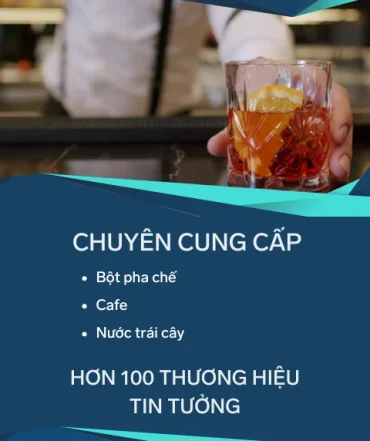 CHUYÊN CUNG CẤP
Bột pha chế
Cafe
Nước trái cây
HƠN 100 THƯƠNG HIỆU
TIN TƯỞNG